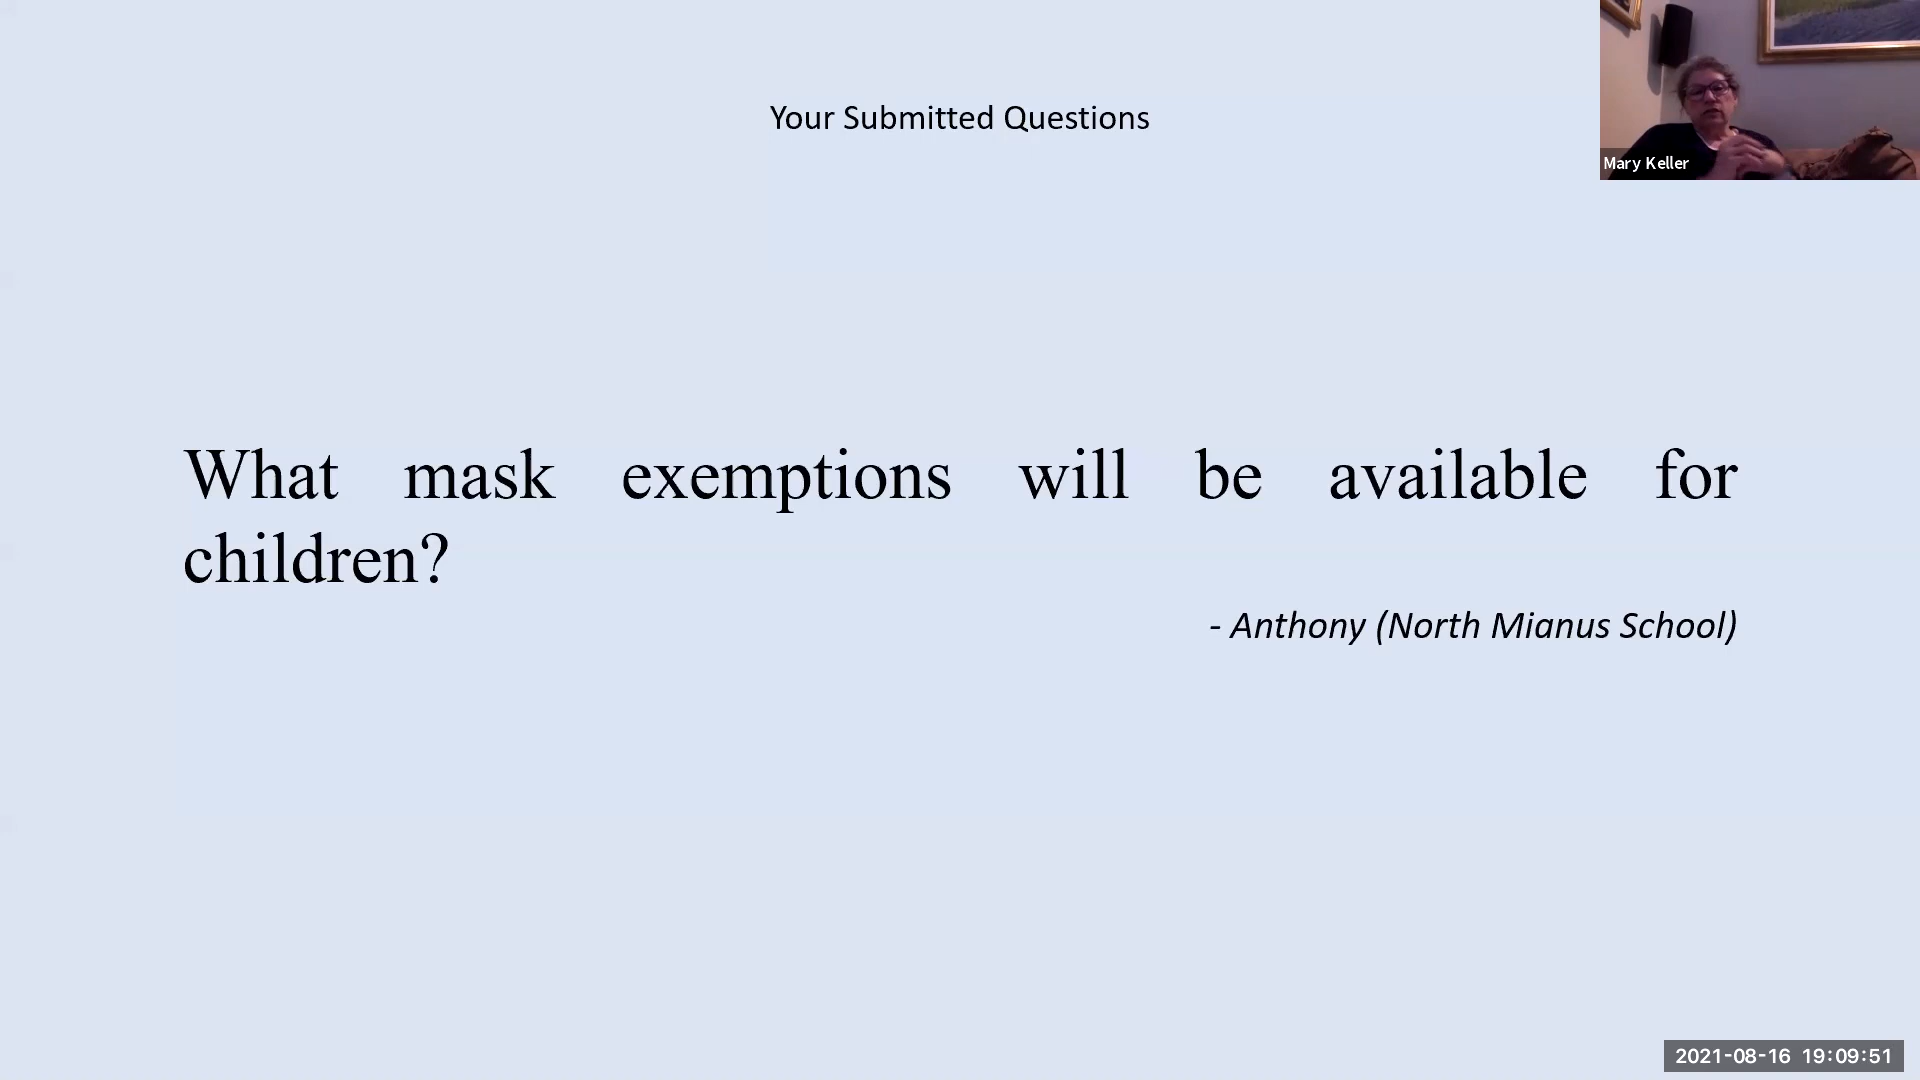 Your Submitted Questions
Mary Keller
What mask exemptions will be available for
children?
- Anthony (North Mianus School)
2021-08-16 19:09:51